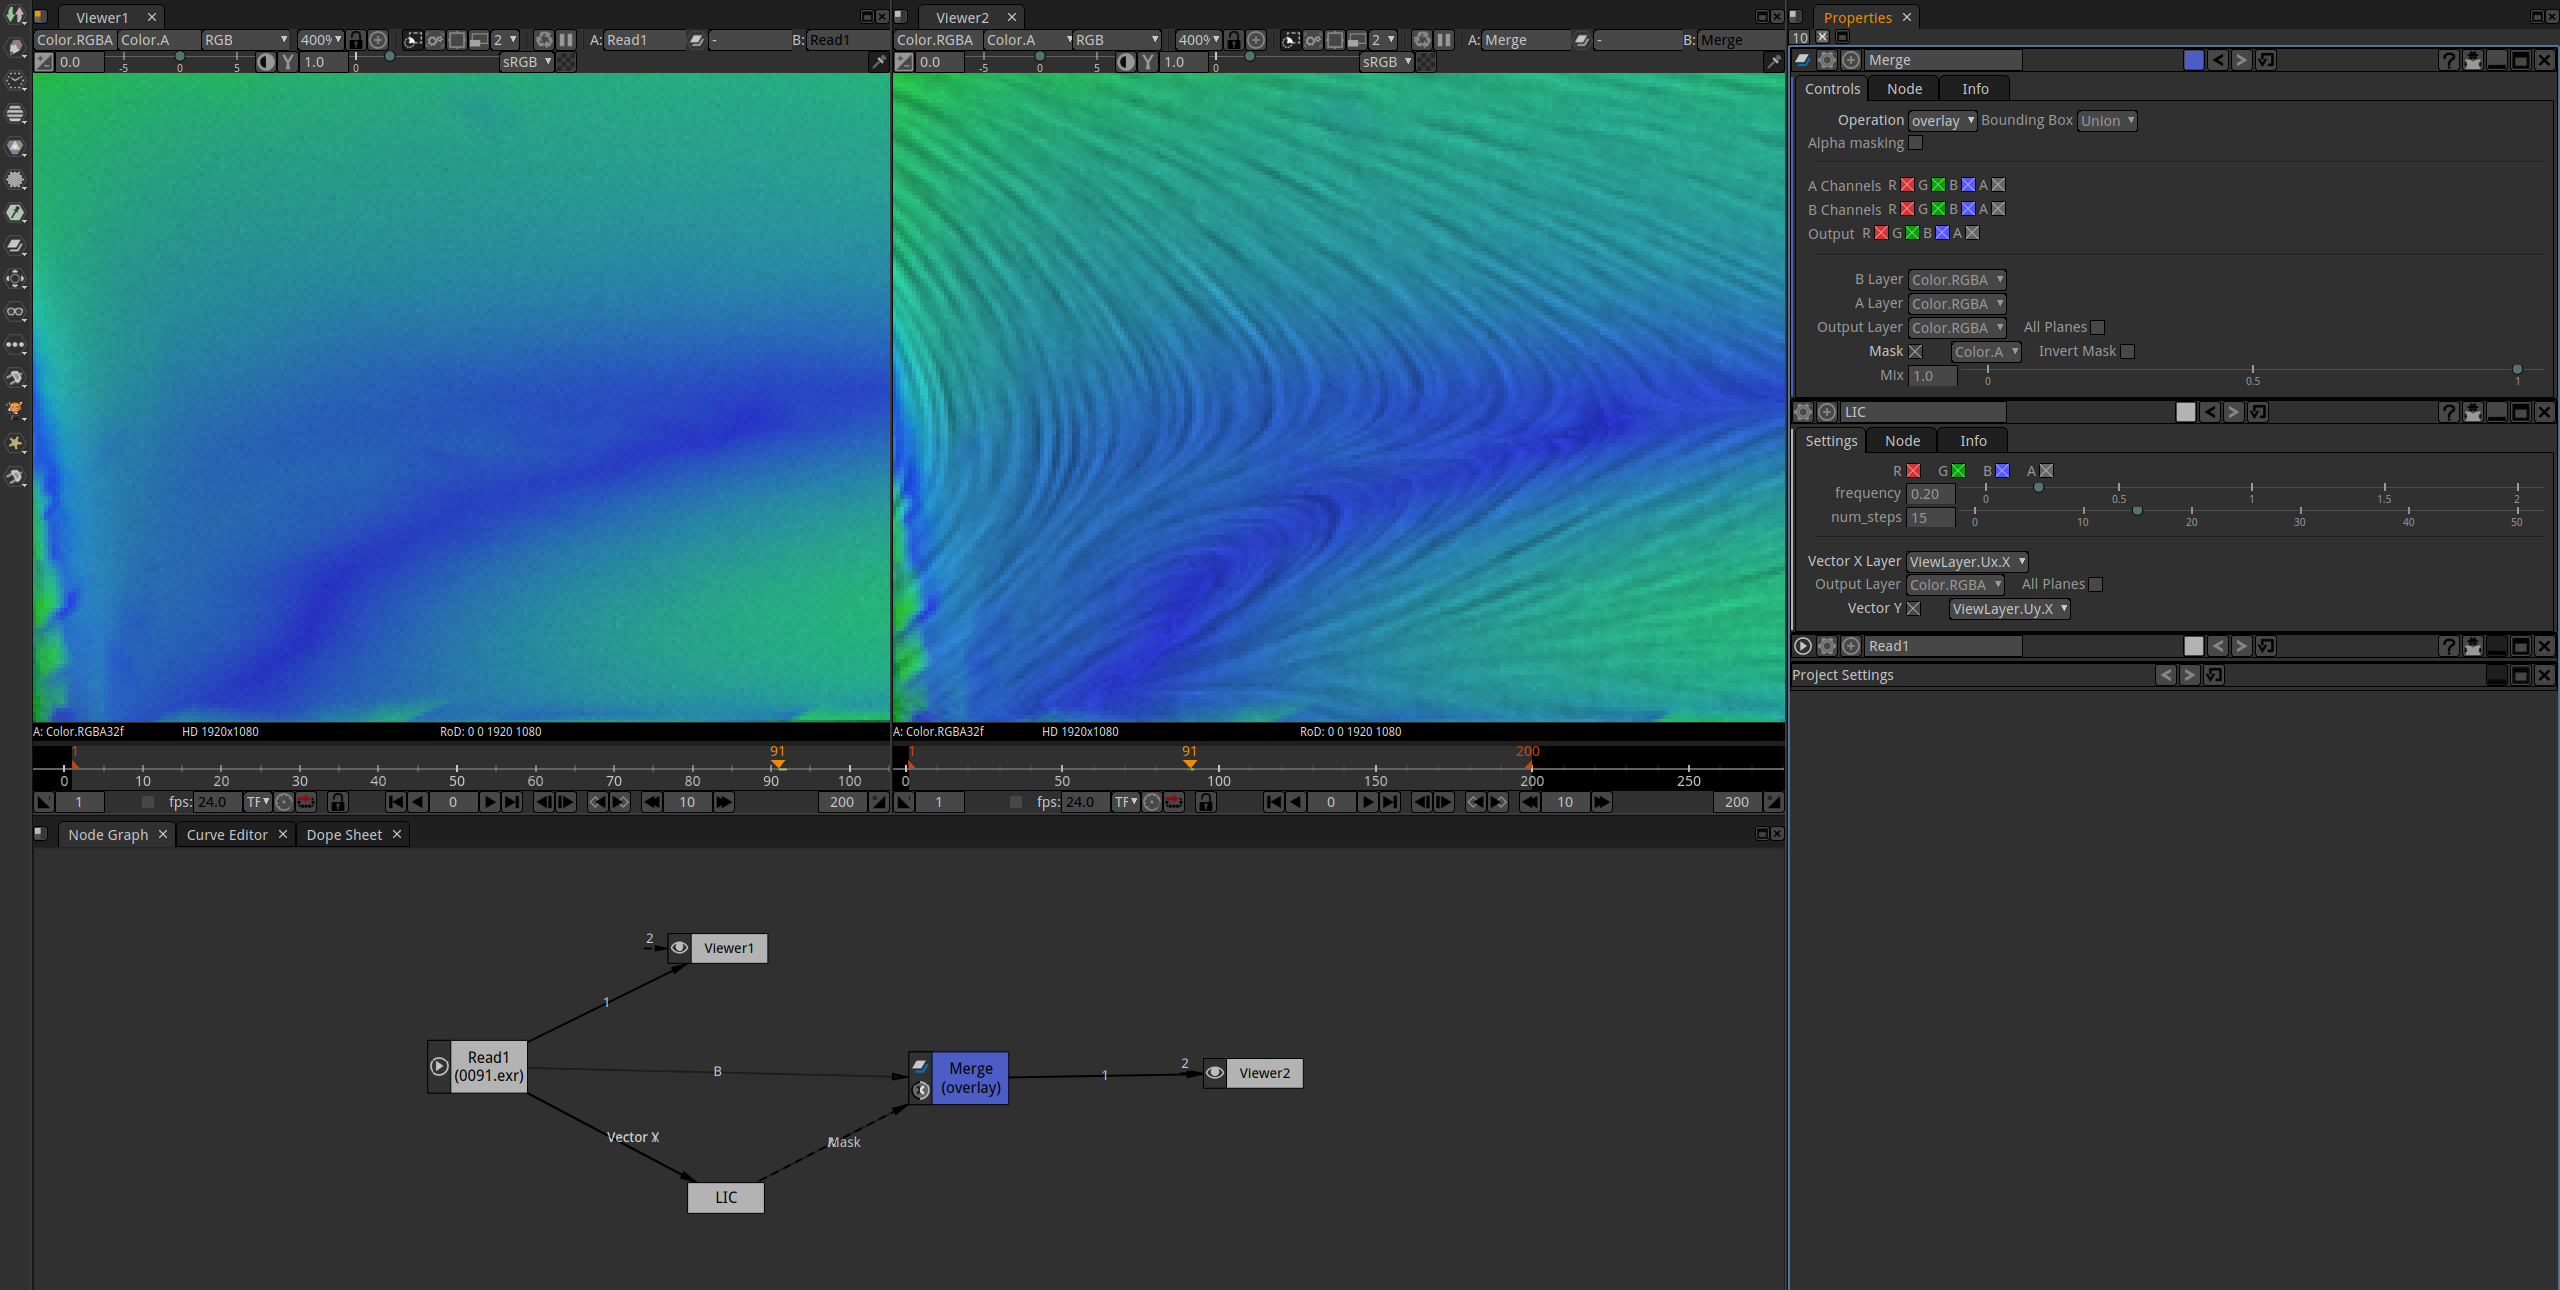 Viewer1
Color.RGBA Color.A RGB 400% 2 A: Read1 - B: Read1
0.0 -5 0 5 Y 1.0 0 sRGB
A: Color.RGBA32f HD 1920x1080 RoD: 0 0 1920 1080
1 91
0 10 20 30 40 50 60 70 80 90 100
1 fps: 24.0 TF 0 10 200
Viewer2
Color.RGBA Color.A RGB 400% 2 A: Merge - B: Merge
0.0 -5 0 5 Y 1.0 0 sRGB
A: Color.RGBA32f HD 1920x1080 RoD: 0 0 1920 1080
1 91 200
0 50 100 150 200 250
1 fps: 24.0 TF 0 10 200
Node Graph Curve Editor Dope Sheet
2 Viewer1
1
Read1
(0091.exr)
B
Merge
(overlay)
1
2
Viewer2
Vector X
Mask
LIC
Properties
10
Merge ?
Controls Node Info
Operation overlay Bounding Box Union
Alpha masking
A Channels R G B A
B Channels R G B A
Output R G B A
B Layer Color.RGBA
A Layer Color.RGBA
Output Layer Color.RGBA All Planes
Mask Color.A Invert Mask
Mix 1.0 0 0.5 1
LIC ?
Settings Node Info
R G B A
frequency 0.20 0 0.5 1 1.5 2
num_steps 15 0 10 20 30 40 50
Vector X Layer ViewLayer.Ux.X
Output Layer Color.RGBA All Planes
Vector Y ViewLayer.Uy.X
Read1 ?
Project Settings